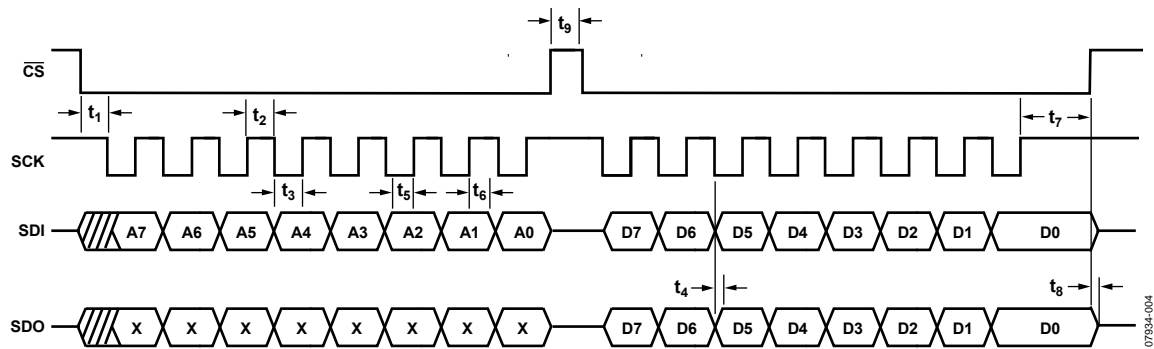 t9
CS
t1
t2
t7
SCK
t3
t5
t6
SDI
A7 A6 A5 A4 A3 A2 A1 A0 D7 D6 D5 D4 D3 D2 D1 D0
t4
t8
SDO
X X X X X X X X D7 D6 D5 D4 D3 D2 D1 D0
07934-004